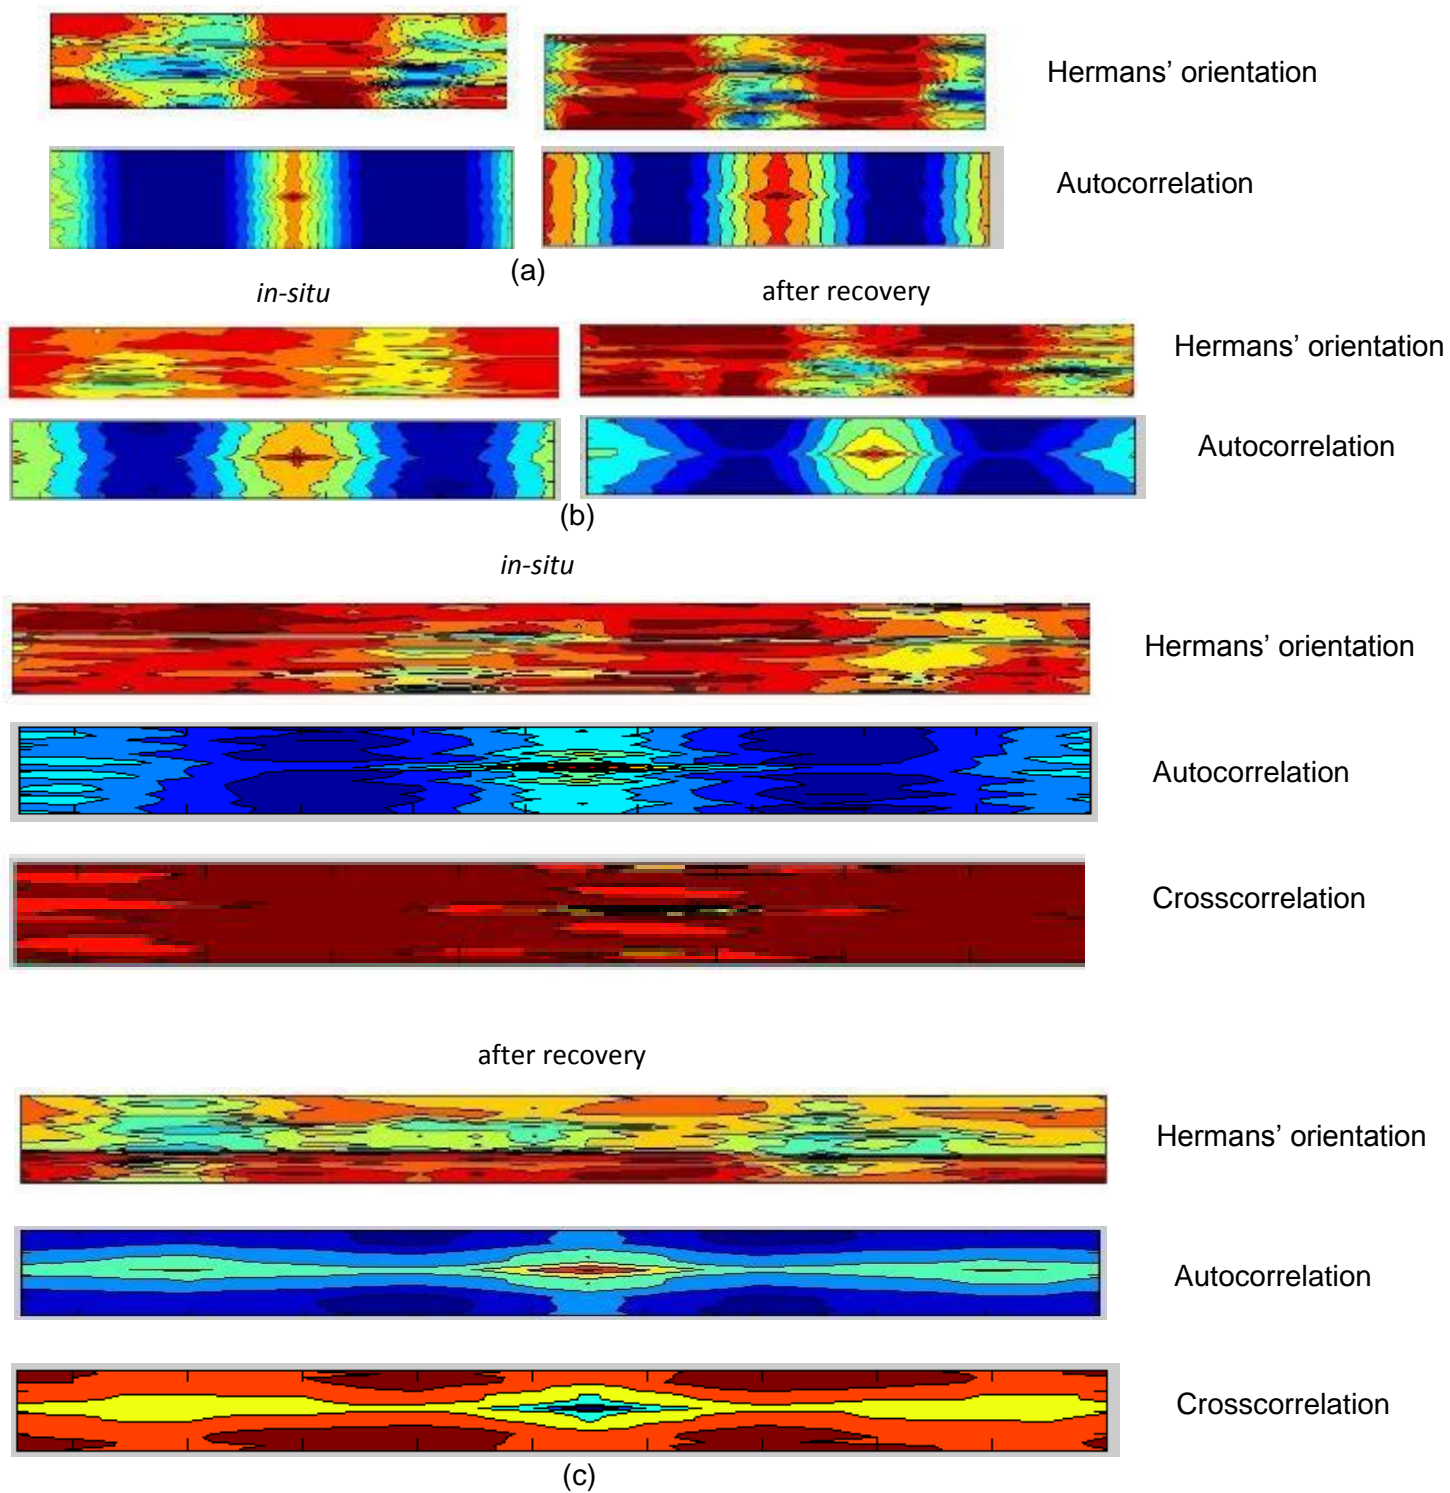 Hermans’ orientation
Autocorrelation
(a)
in-situ
after recovery
Hermans’ orientation
Autocorrelation
(b)
in-situ
Hermans’ orientation
Autocorrelation
Crosscorrelation
after recovery
Hermans’ orientation
Autocorrelation
Crosscorrelation
(c)